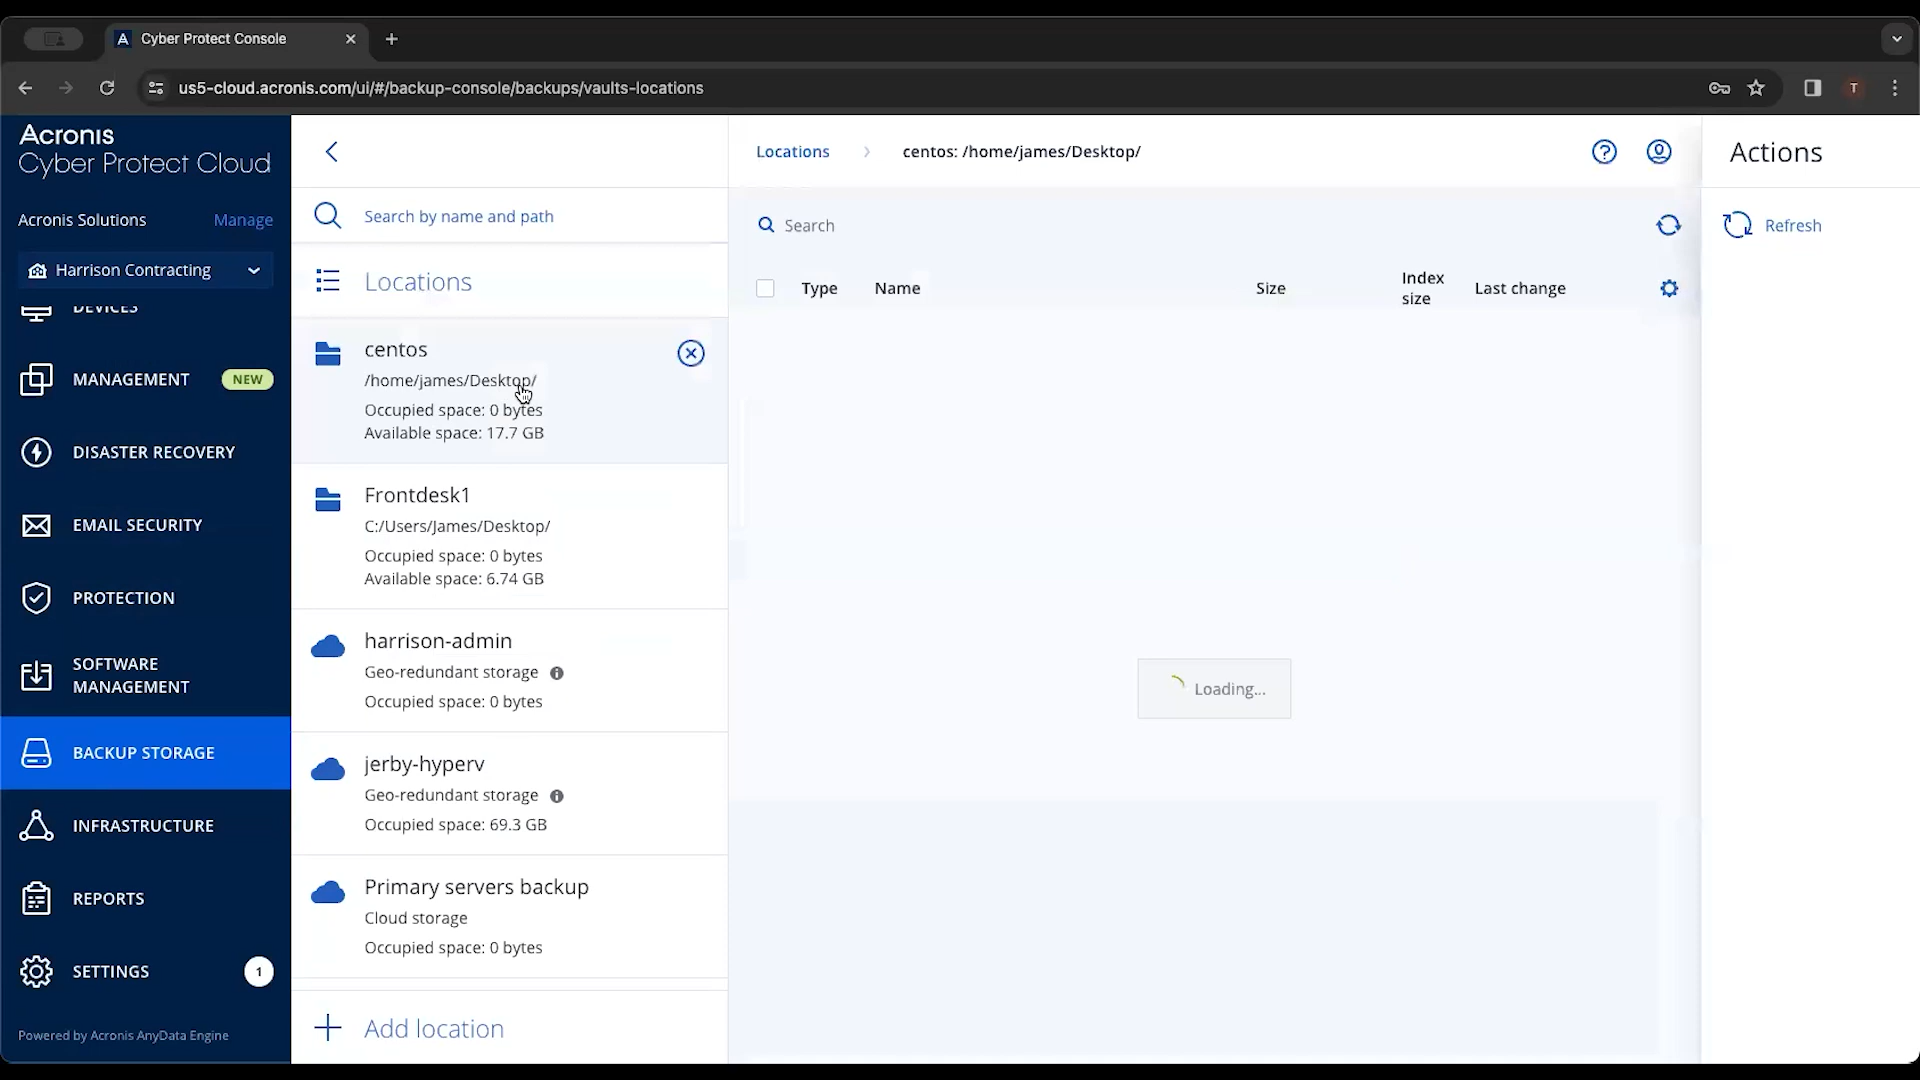 Cyber Protect Console
us5-cloud.acronis.com/ui/#/backup-console/backups/vaults-locations
T
Acronis
Cyber Protect Cloud
Acronis Solutions
Manage
Harrison Contracting
DEVICES
MANAGEMENT
NEW
DISASTER RECOVERY
EMAIL SECURITY
PROTECTION
SOFTWARE
MANAGEMENT
BACKUP STORAGE
INFRASTRUCTURE
REPORTS
SETTINGS
1
Powered by Acronis AnyData Engine
Search by name and path
Locations
centos
/home/james/Desktop/
Occupied space: 0 bytes
Available space: 17.7 GB
Frontdesk1
C:/Users/James/Desktop/
Occupied space: 0 bytes
Available space: 6.74 GB
harrison-admin
Geo-redundant storage
Occupied space: 0 bytes
jerby-hyperv
Geo-redundant storage
Occupied space: 69.3 GB
Primary servers backup
Cloud storage
Occupied space: 0 bytes
Add location
Locations
centos: /home/james/Desktop/
Search
Type
Name
Size
Index
size
Last change
Loading...
Actions
Refresh